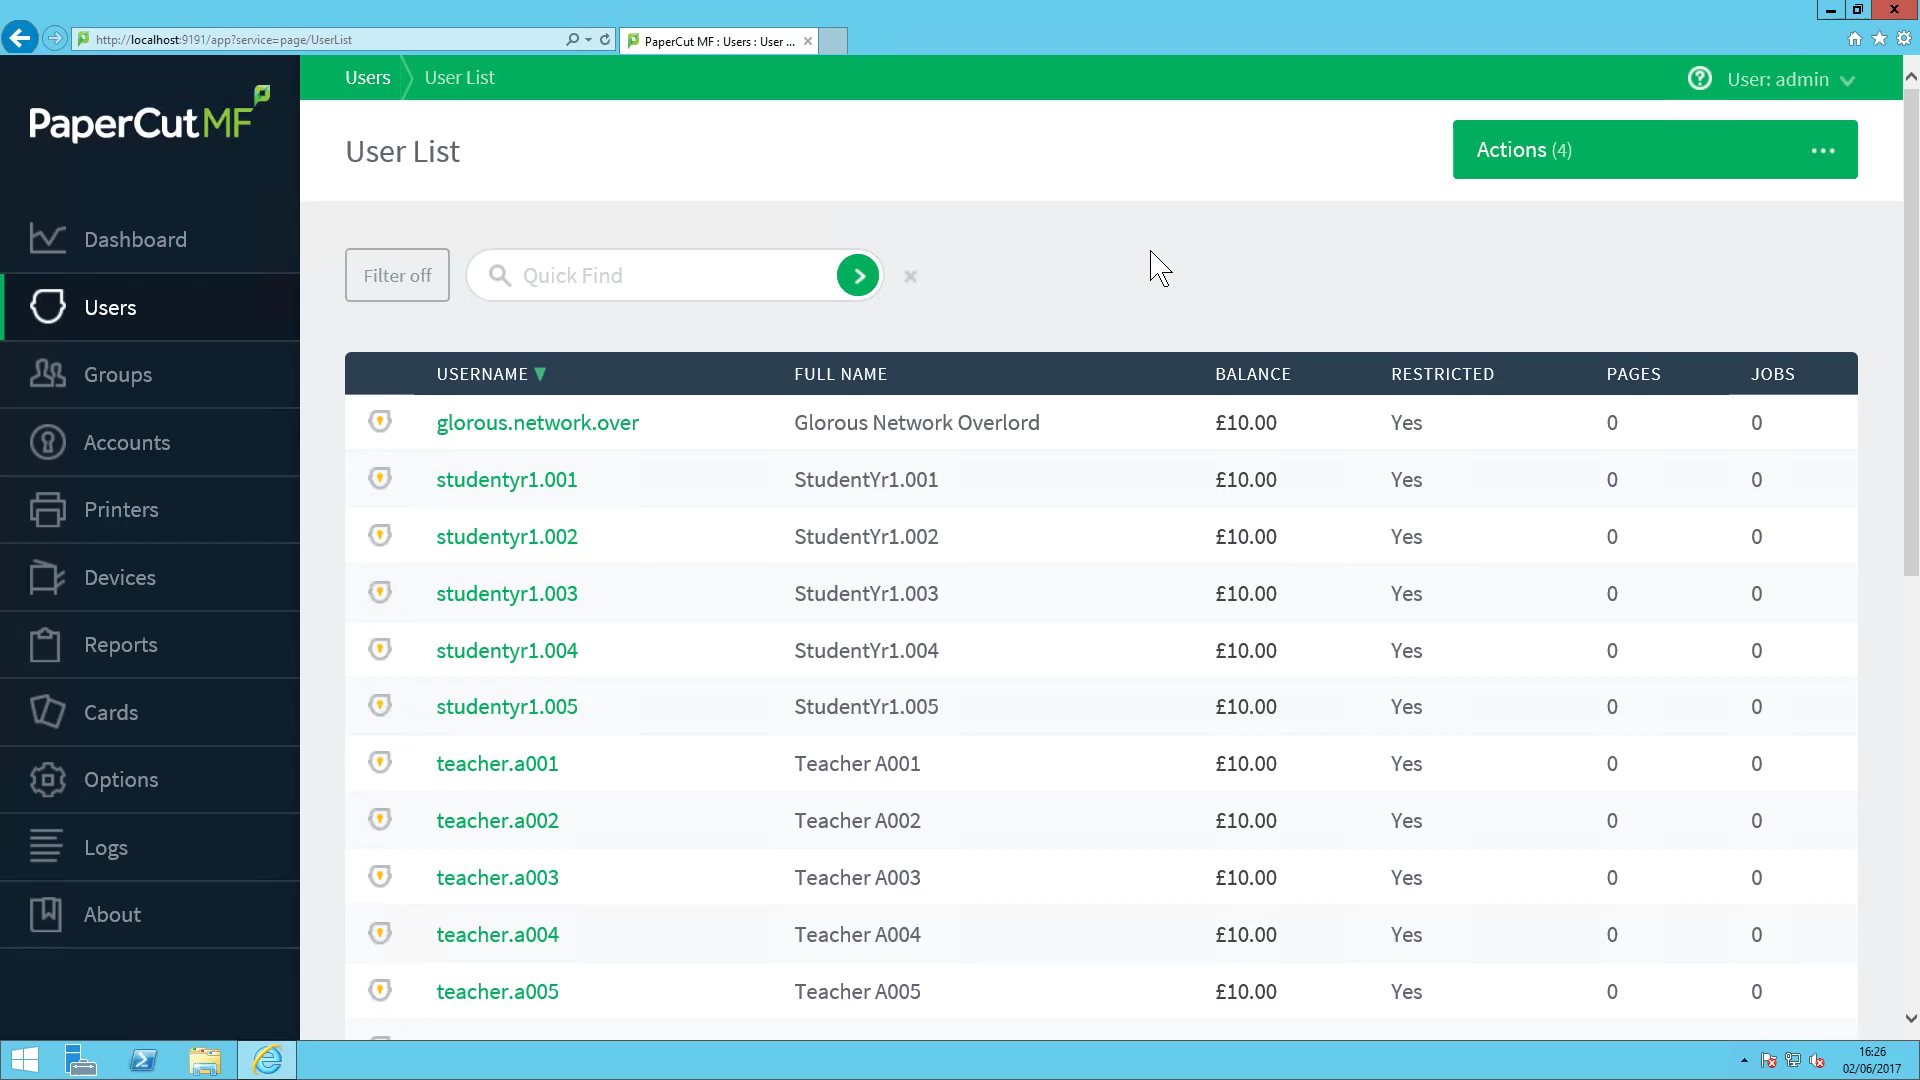 http://localhost:9191/app?service=page/UserList
PaperCut MF : Users : User ...
Users
User List
User: admin
PaperCutMF
User List
Actions (4)
Dashboard
Users
Groups
Accounts
Printers
Devices
Reports
Cards
Options
Logs
About
Filter off
Quick Find
USERNAME FULL NAME BALANCE RESTRICTED PAGES JOBS
glorous.network.over Glorous Network Overlord £10.00 Yes 0 0
studentyr1.001 StudentYr1.001 £10.00 Yes 0 0
studentyr1.002 StudentYr1.002 £10.00 Yes 0 0
studentyr1.003 StudentYr1.003 £10.00 Yes 0 0
studentyr1.004 StudentYr1.004 £10.00 Yes 0 0
studentyr1.005 StudentYr1.005 £10.00 Yes 0 0
teacher.a001 Teacher A001 £10.00 Yes 0 0
teacher.a002 Teacher A002 £10.00 Yes 0 0
teacher.a003 Teacher A003 £10.00 Yes 0 0
teacher.a004 Teacher A004 £10.00 Yes 0 0
teacher.a005 Teacher A005 £10.00 Yes 0 0
16:26
02/06/2017